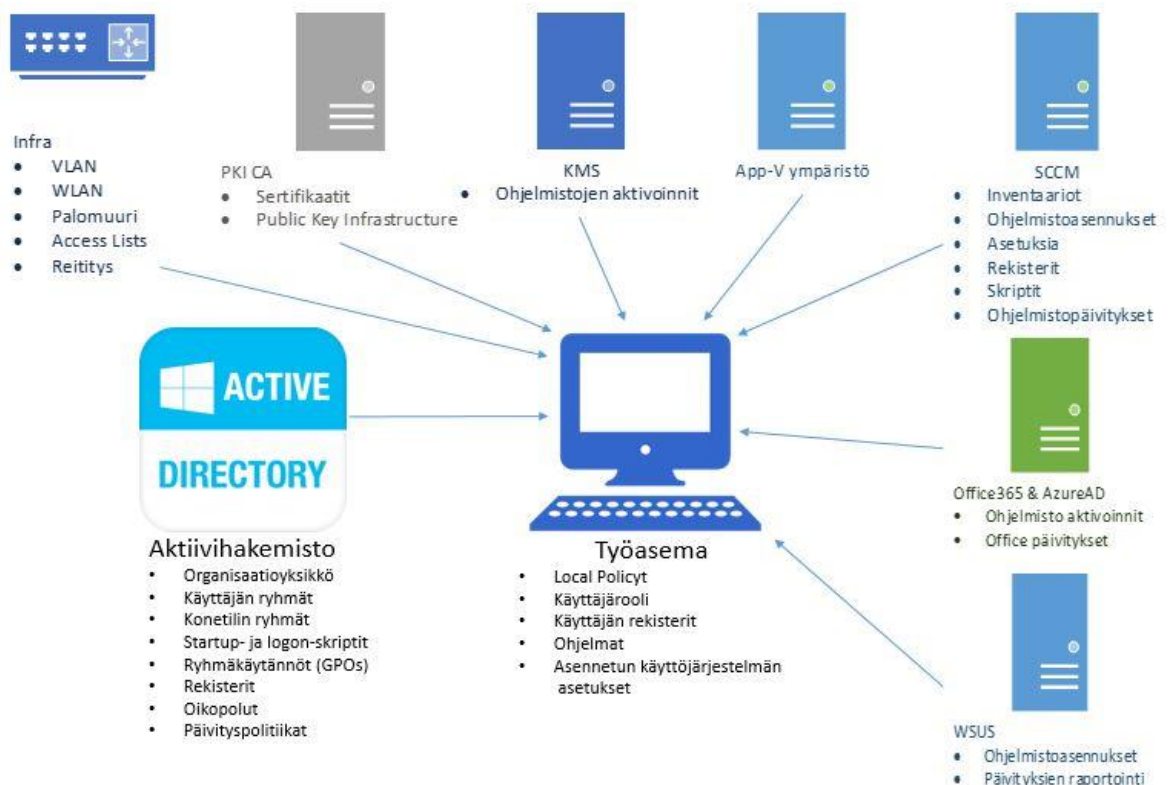 Infra
• VLAN
• WLAN
• Palomuuri
• Access Lists
• Reititys
PKI CA
• Sertifikaatit
• Public Key Infrastructure
KMS
• Ohjelmistojen aktivoinnit
App-V ympäristö
SCCM
• Inventaariot
• Ohjelmistoasennukset
• Asetuksia
• Rekisterit
• Skriptit
• Ohjelmistopäivitykset
ACTIVE
DIRECTORY
Aktiivihakemisto
• Organisaatioyksikkö
• Käyttäjän ryhmät
• Konetilin ryhmät
• Startup- ja logon-skriptit
• Ryhmäkäytännöt (GPOs)
• Rekisterit
• Oikopolut
• Päivityspolitiikat
Työasema
• Local Policyt
• Käyttäjärooli
• Käyttäjän rekisterit
• Ohjelmat
• Asennetun käyttöjärjestelmän
asetukset
Office365 & AzureAD
• Ohjelmisto aktivoinnit
• Office päivitykset
WSUS
• Ohjelmistoasennukset
• Päivityksien raportointi